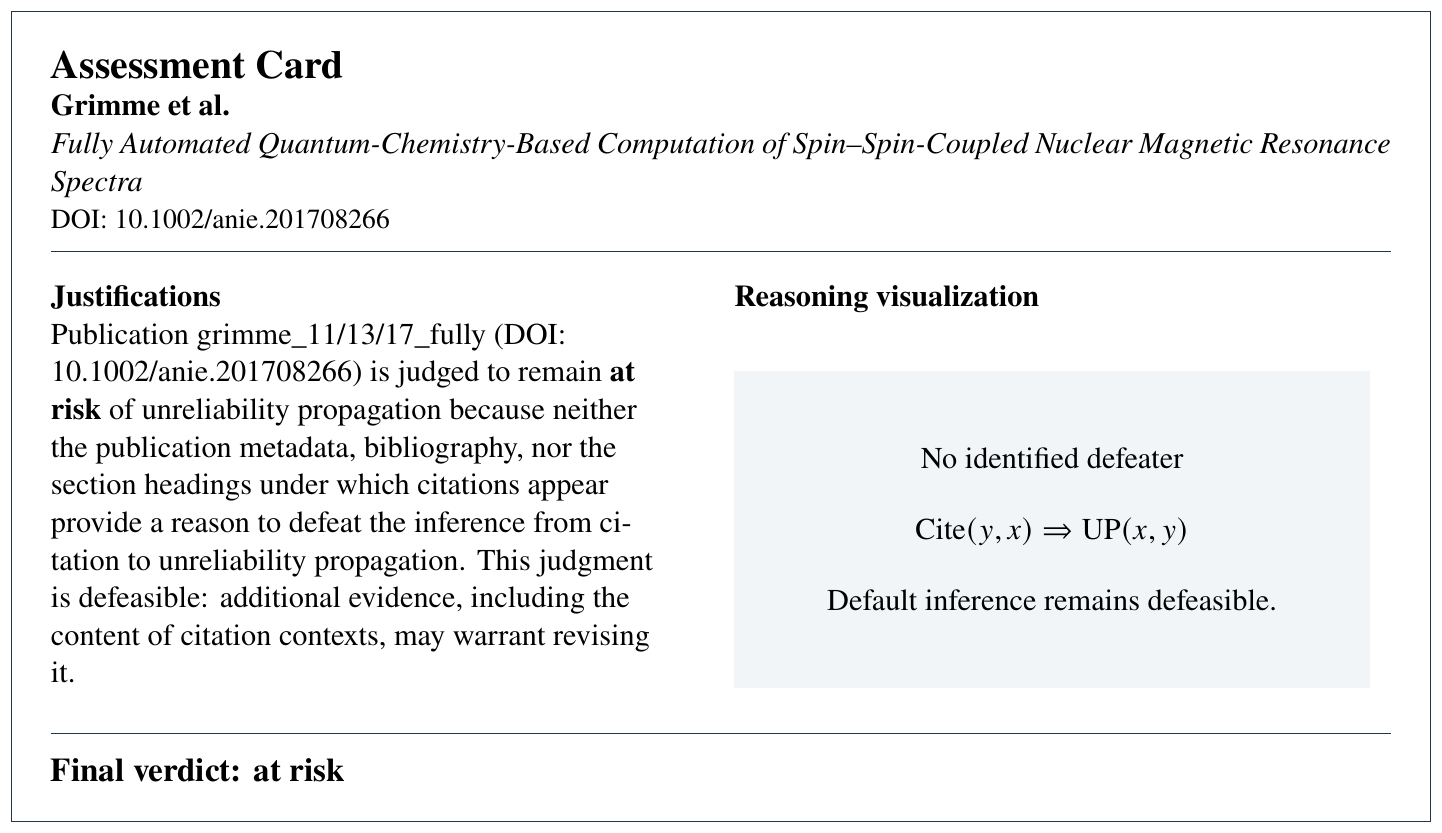 Assessment Card
Grimme et al.
Fully Automated Quantum-Chemistry-Based Computation of Spin–Spin-Coupled Nuclear Magnetic Resonance
Spectra
DOI: 10.1002/anie.201708266
Justifications
Publication grimme_11/13/17_fully (DOI:
10.1002/anie.201708266) is judged to remain at
risk of unreliability propagation because neither
the publication metadata, bibliography, nor the
section headings under which citations appear
provide a reason to defeat the inference from ci-
tation to unreliability propagation. This judgment
is defeasible: additional evidence, including the
content of citation contexts, may warrant revising
it.
Reasoning visualization
No identified defeater
Cite(y, x) ⟹ UP(x, y)
Default inference remains defeasible.
Final verdict: at risk